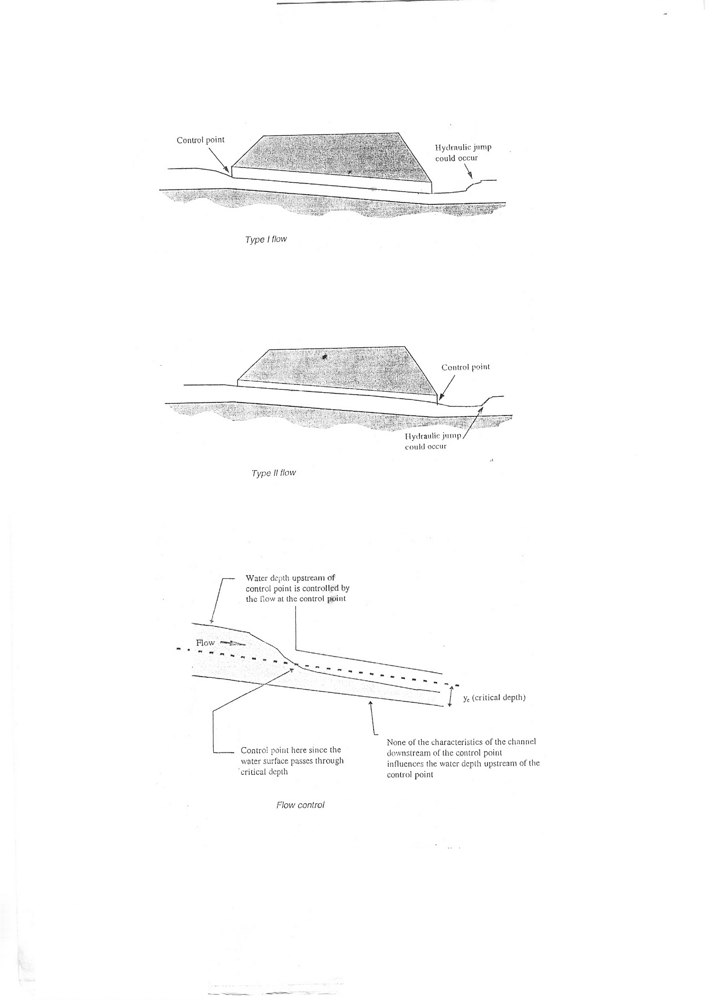 Control point
Hydraulic jump
could occur
Type I flow
Control point
Hydraulic jump
could occur
Type II flow
Water depth upstream of
control point is controlled by
the flow at the control point
Flow
yc (critical depth)
None of the characteristics of the channel
downstream of the control point
influences the water depth upstream of the
control point
Control point here since the
water surface passes through
critical depth
Flow control